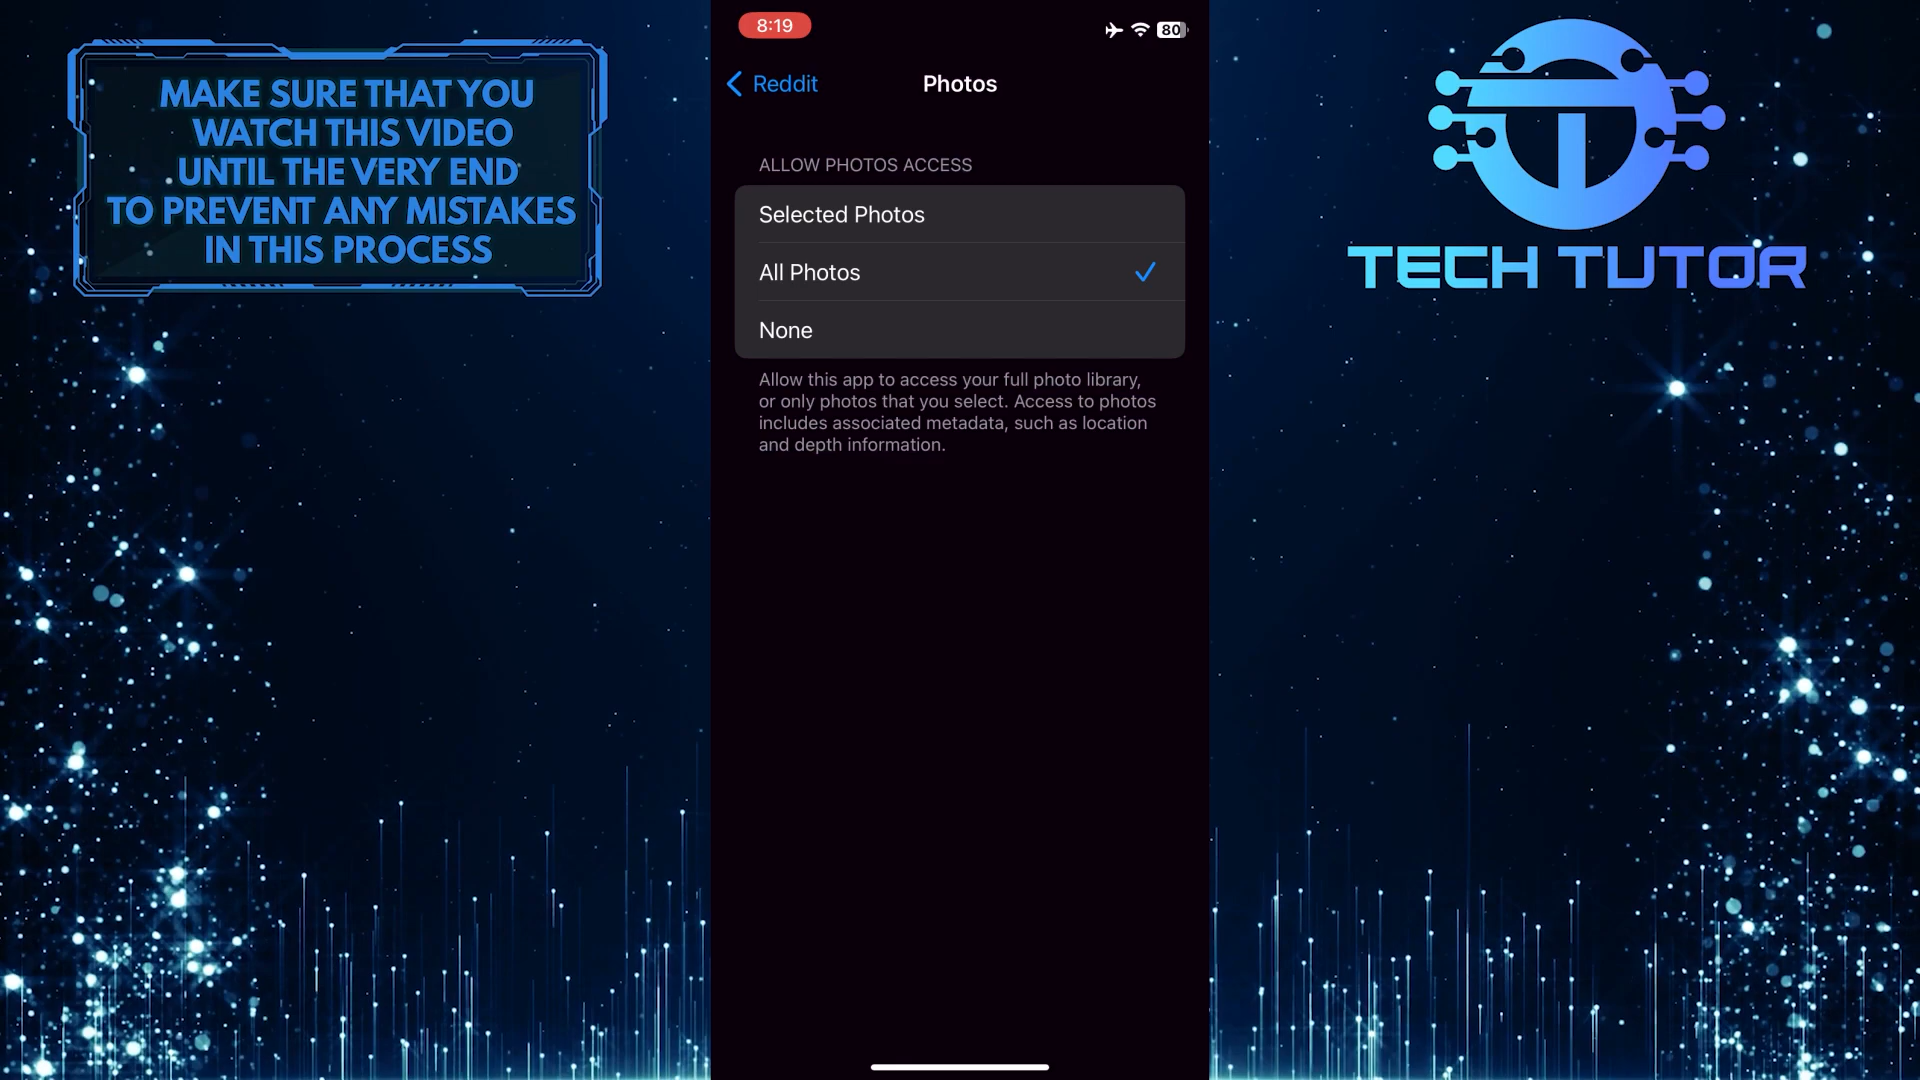 MAKE SURE THAT YOU
WATCH THIS VIDEO
UNTIL THE VERY END
TO PREVENT ANY MISTAKES
IN THIS PROCESS
8:19
80
Reddit
Photos
ALLOW PHOTOS ACCESS
Selected Photos
All Photos
None
Allow this app to access your full photo library,
or only photos that you select. Access to photos
includes associated metadata, such as location
and depth information.
TECH TUTOR